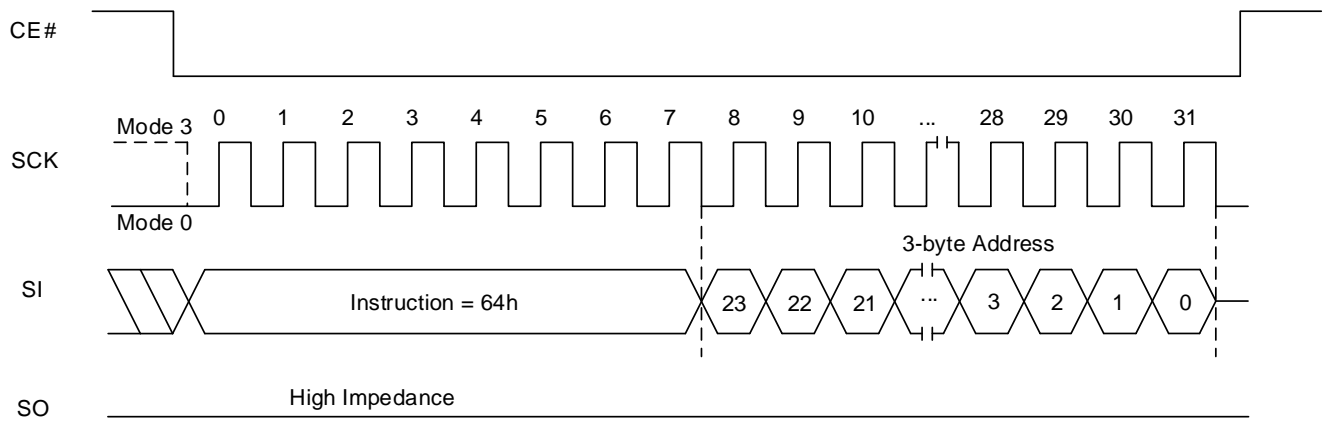 CE#
Mode 3
0 1 2 3 4 5 6 7 8 9 10 ... 28 29 30 31
SCK
Mode 0
3-byte Address
SI
Instruction = 64h
23 22 21 ... 3 2 1 0
High Impedance
SO